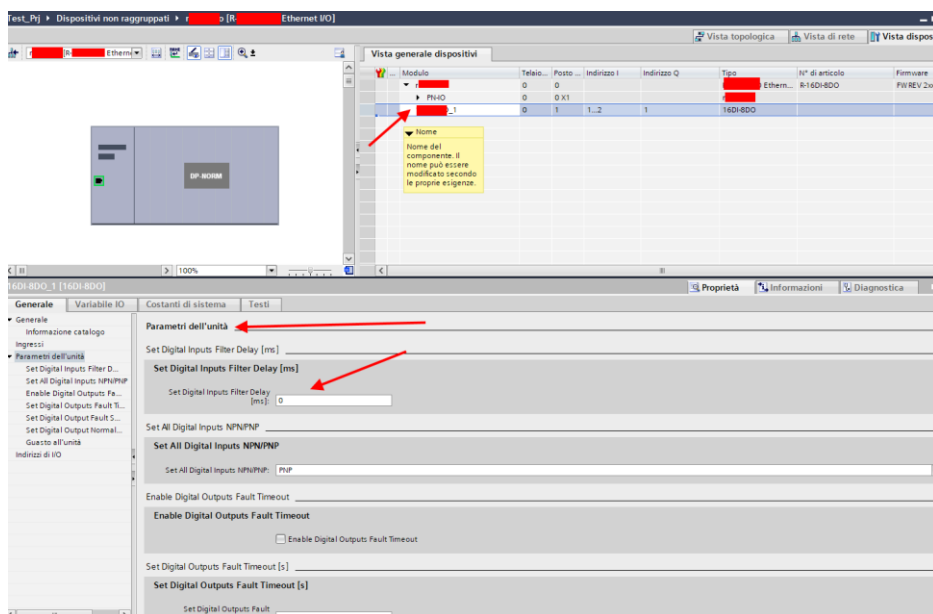 Test_Prj ▸ Dispositivi non raggruppati ▸ r o [R- Ethernet I/O]
Vista topologica Vista di rete Vista dispos
r [R- Ethern
Vista generale dispositivi
... Modulo Telaio... Posto ... Indirizzo I Indirizzo Q Tipo N° di articolo Firmware
r 0 0 Ethern... R-16DI-8DO FW REV 2xx
PN-IO 0 0 X1 r
_1 0 1 1...2 1 16DI-8DO
Nome
Nome del
componente. Il
nome può essere
modificato secondo
le proprie esigenze.
DP-NORM
100%
16DI-8DO_1 [16DI-8DO]
Proprietà Informazioni Diagnostica
Generale Variabile IO Costanti di sistema Testi
Generale
Informazione catalogo
Ingressi
Parametri dell'unità
Set Digital Inputs Filter D...
Set All Digital Inputs NPN/PNP
Enable Digital Outputs Fa...
Set Digital Outputs Fault Ti...
Set Digital Output Fault S...
Set Digital Output Normal...
Guasto all'unità
Indirizzi di I/O
Parametri dell'unità
Set Digital Inputs Filter Delay [ms]
Set Digital Inputs Filter Delay [ms]
Set Digital Inputs Filter Delay
[ms]: 0
Set All Digital Inputs NPN/PNP
Set All Digital Inputs NPN/PNP
Set All Digital Inputs NPN/PNP: PNP
Enable Digital Outputs Fault Timeout
Enable Digital Outputs Fault Timeout
Enable Digital Outputs Fault Timeout
Set Digital Outputs Fault Timeout [s]
Set Digital Outputs Fault Timeout [s]
Set Digital Outputs Fault